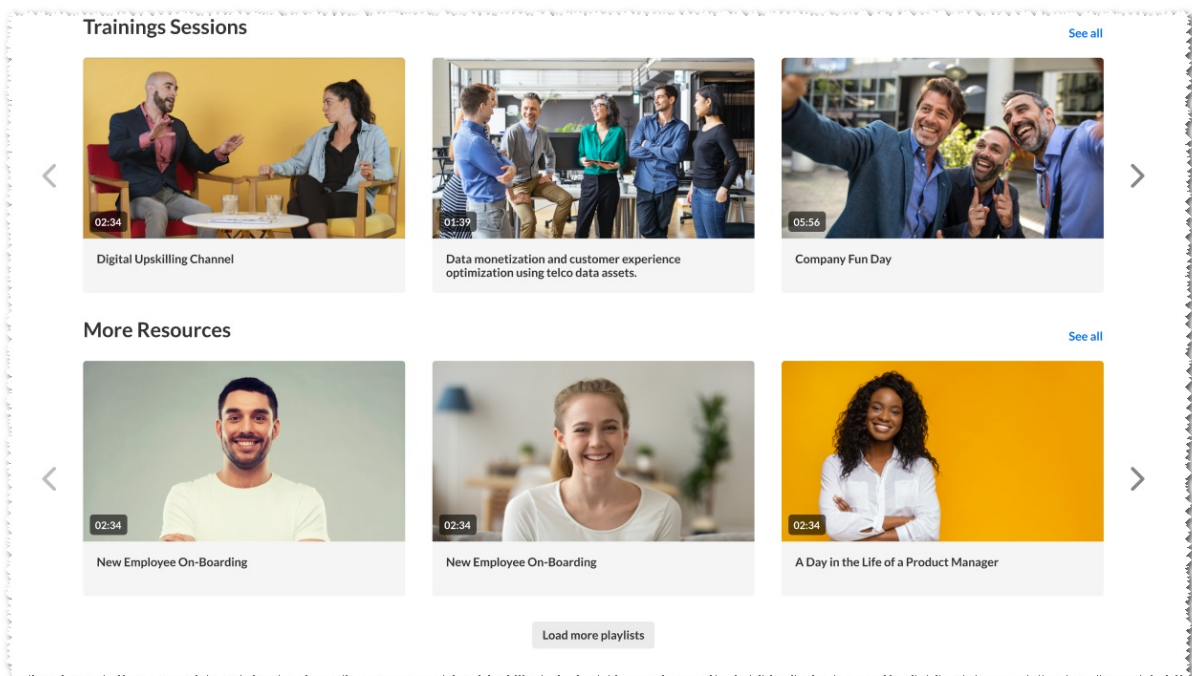 Trainings Sessions
See all
02:34
01:39
05:56
Digital Upskilling Channel
Data monetization and customer experience
optimization using telco data assets.
Company Fun Day
More Resources
See all
02:34
02:34
02:34
New Employee On-Boarding
New Employee On-Boarding
A Day in the Life of a Product Manager
Load more playlists